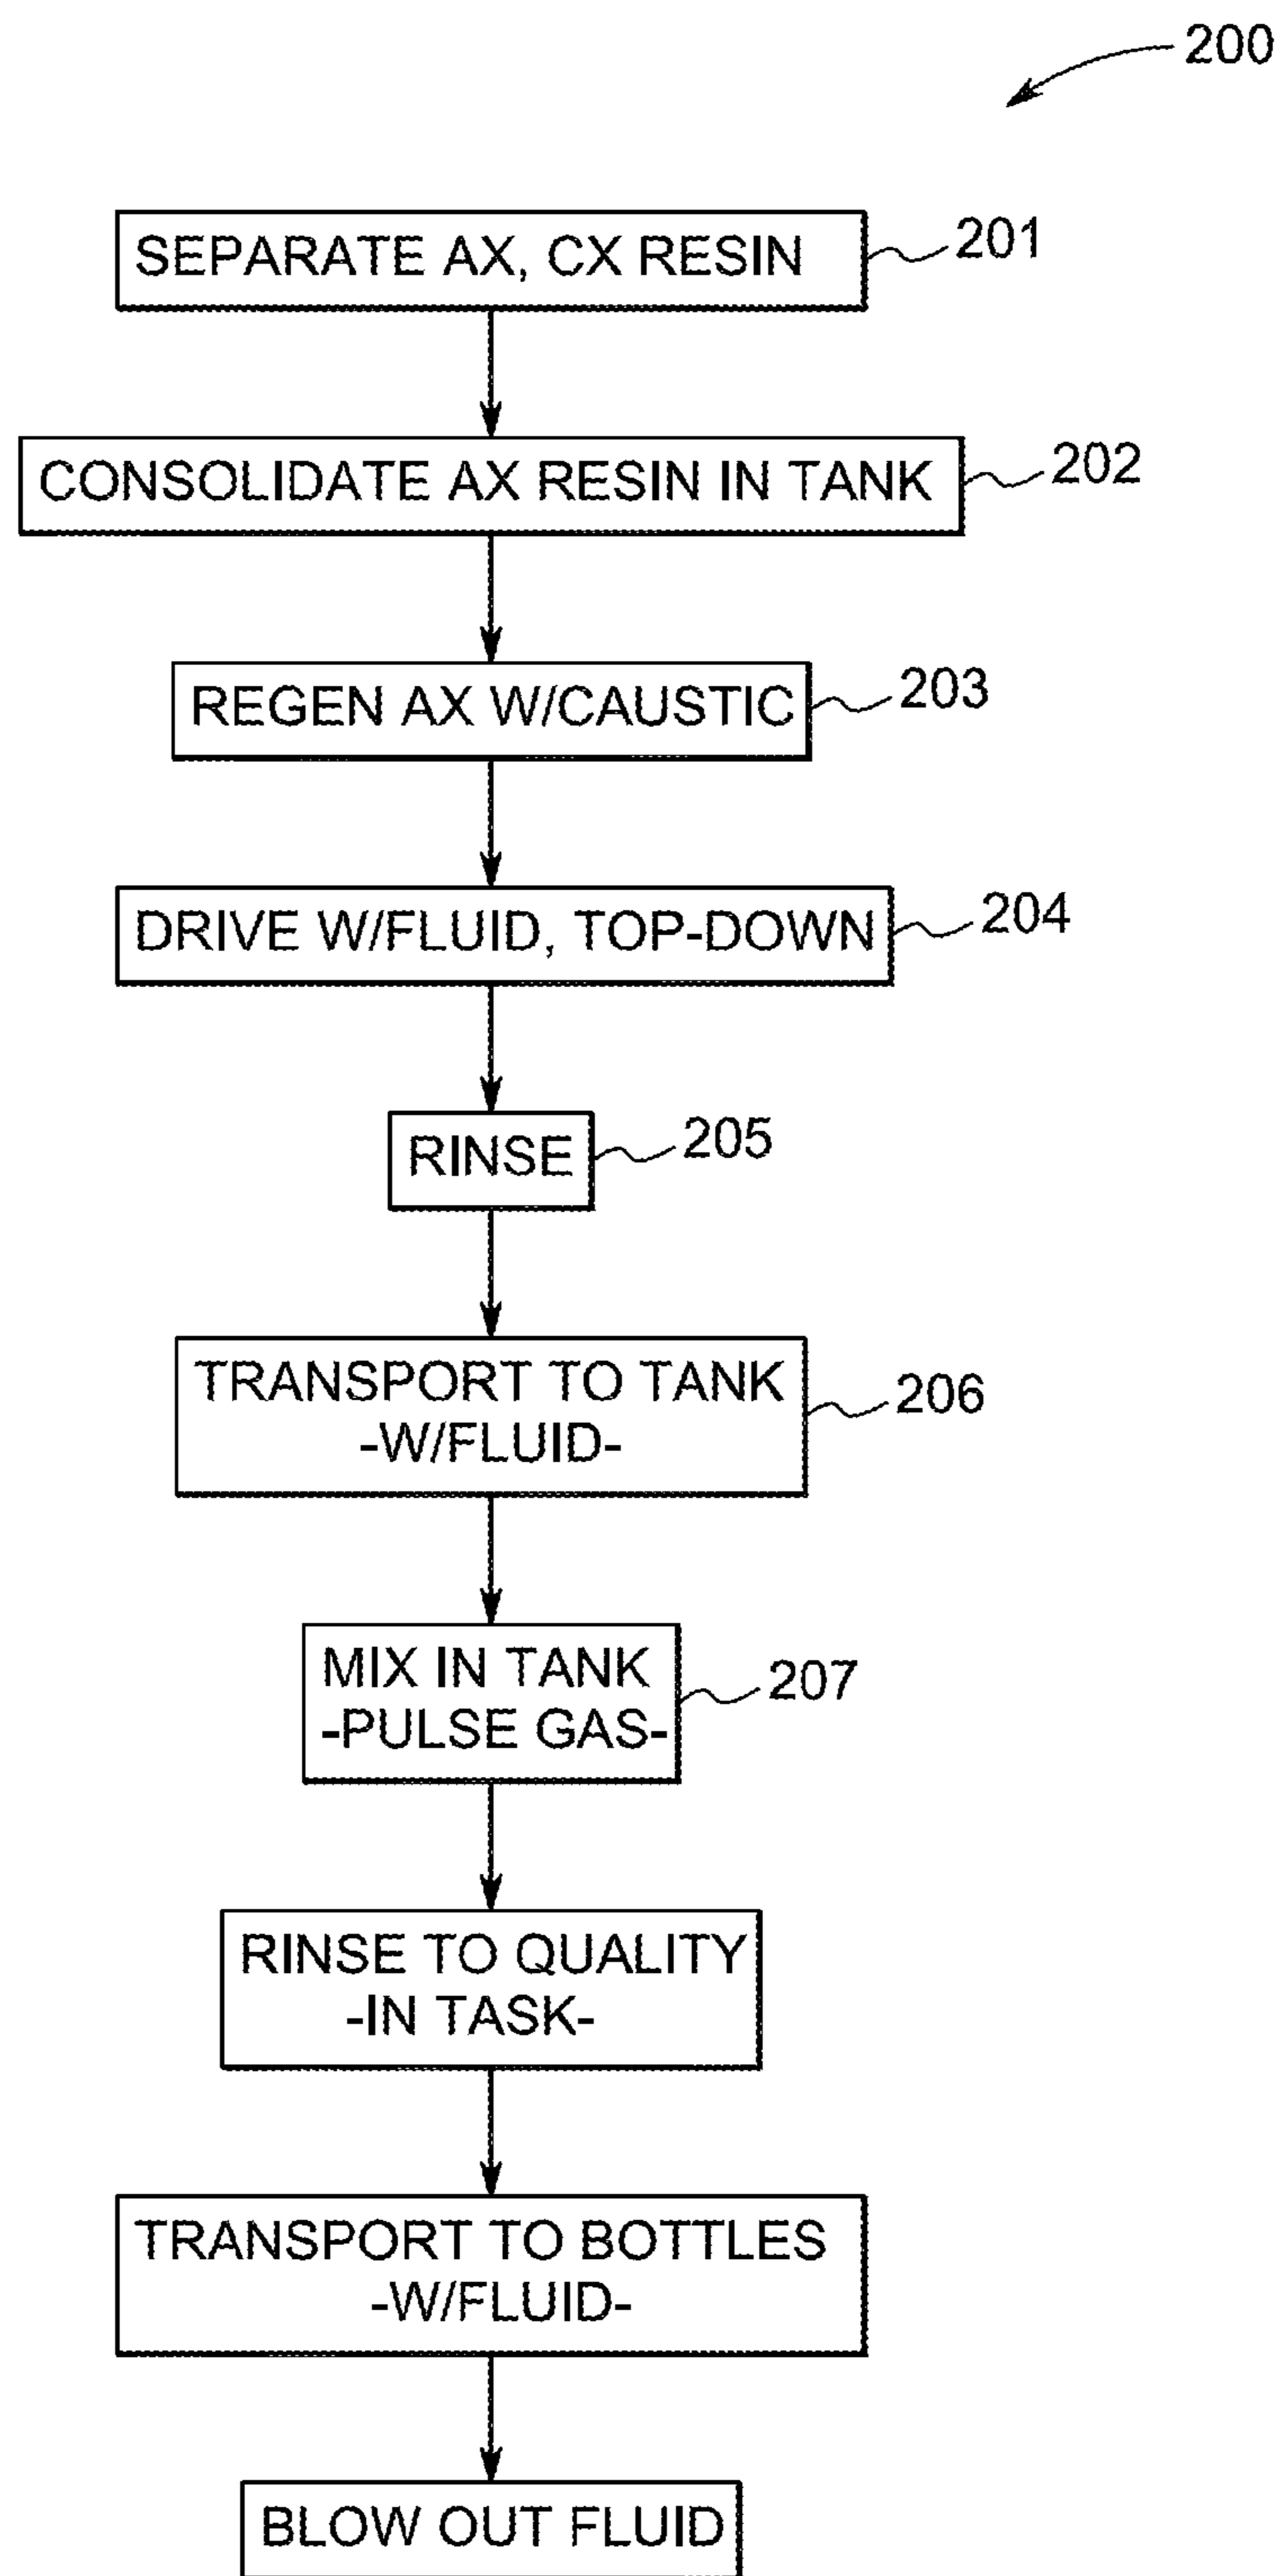 200
SEPARATE AX, CX RESIN
201
CONSOLIDATE AX RESIN IN TANK
202
REGEN AX W/CAUSTIC
203
DRIVE W/FLUID, TOP-DOWN
204
RINSE
205
TRANSPORT TO TANK
-W/FLUID-
206
MIX IN TANK
-PULSE GAS-
207
RINSE TO QUALITY
-IN TASK-
TRANSPORT TO BOTTLES
-W/FLUID-
BLOW OUT FLUID